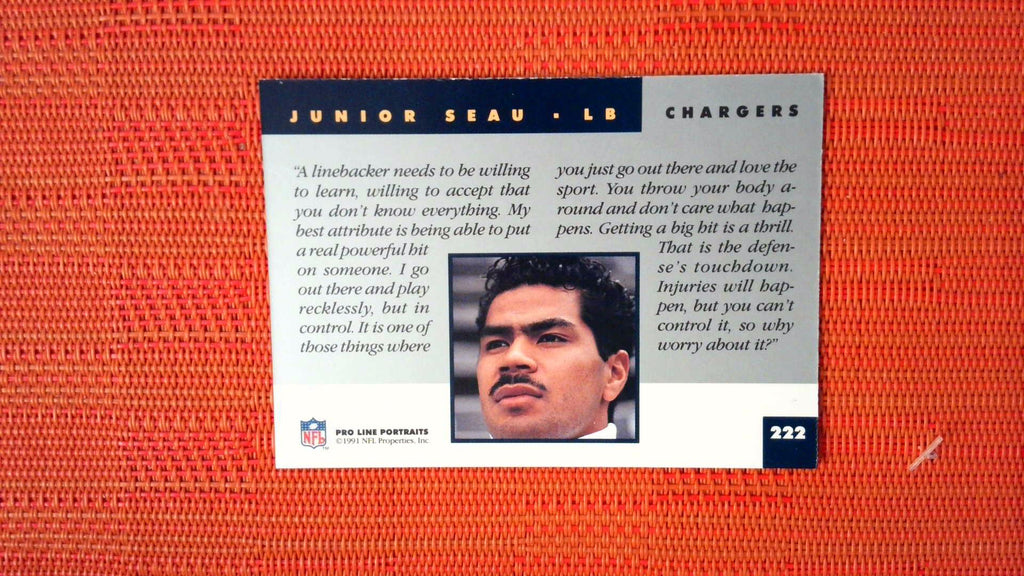 JUNIOR SEAU · LB
CHARGERS
"A linebacker needs to be willing
to learn, willing to accept that
you don't know everything. My
best attribute is being able to put
a real powerful hit
on someone. I go
out there and play
recklessly, but in
control. It is one of
those things where
you just go out there and love the
sport. You throw your body a-
round and don't care what hap-
pens. Getting a big hit is a thrill.
That is the defen-
se's touchdown.
Injuries will hap-
pen, but you can't
control it, so why
worry about it?"
NFL
TM
PRO LINE PORTRAITS
©1991 NFL Properties, Inc
222